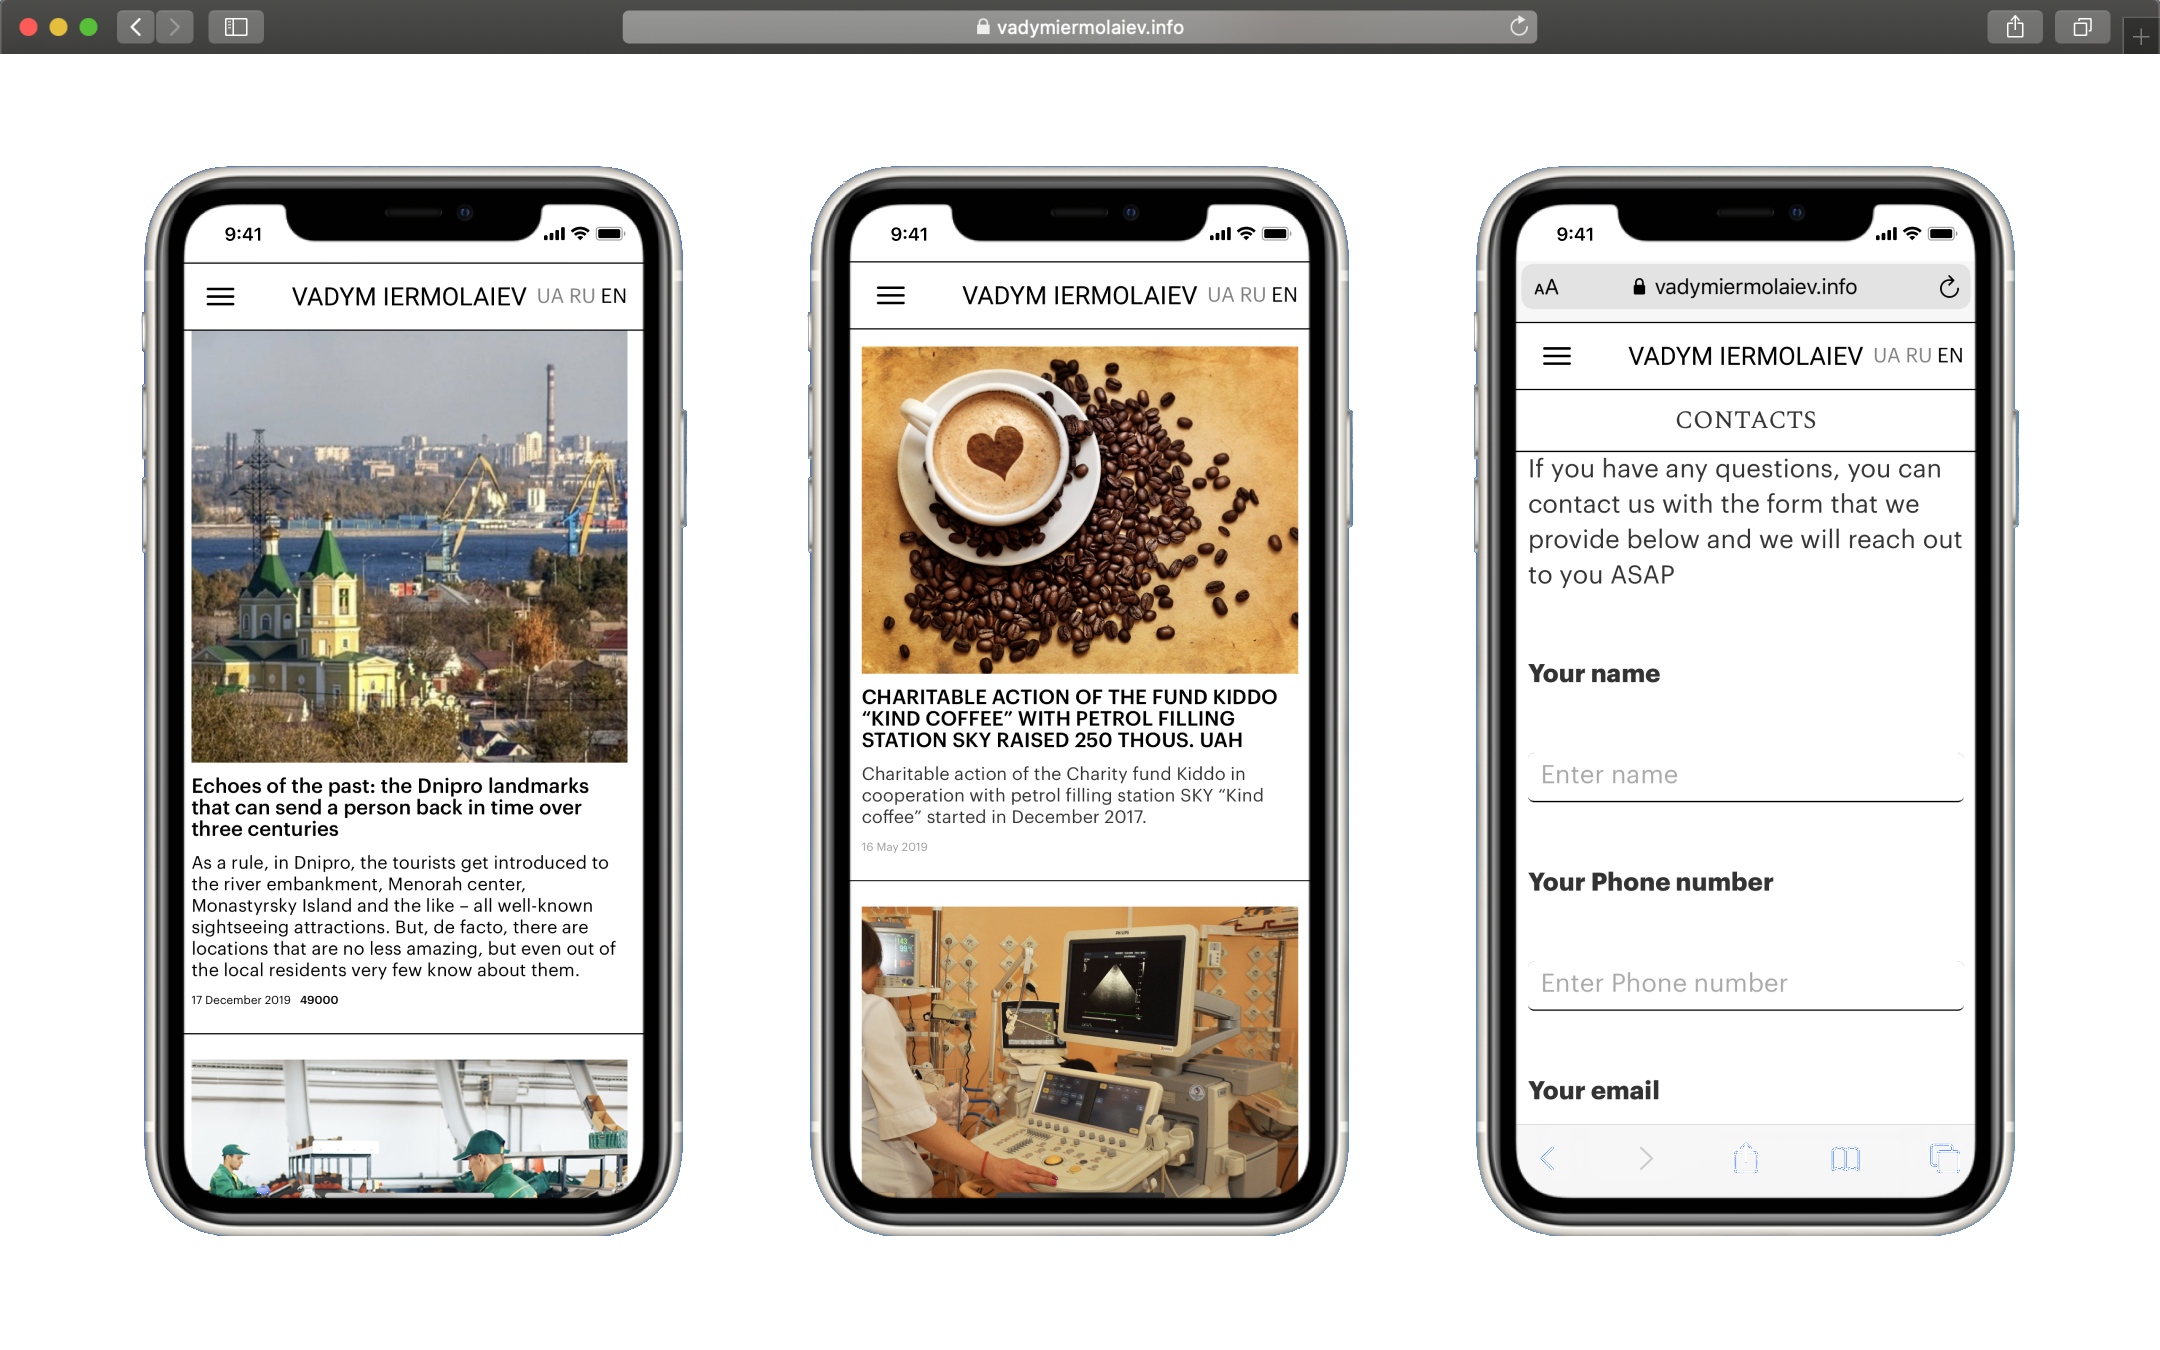 vadymiermolaiev.info
9:41
VADYM IERMOLAIEV UA RU EN
Echoes of the past: the Dnipro landmarks
that can send a person back in time over
three centuries
As a rule, in Dnipro, the tourists get introduced to
the river embankment, Menorah center,
Monastyrsky Island and the like – all well-known
sightseeing attractions. But, de facto, there are
locations that are no less amazing, but even out of
the local residents very few know about them.
17 December 2019 49000
9:41
VADYM IERMOLAIEV UA RU EN
CHARITABLE ACTION OF THE FUND KIDDO
“KIND COFFEE” WITH PETROL FILLING
STATION SKY RAISED 250 THOUS. UAH
Charitable action of the Charity fund Kiddo in
cooperation with petrol filling station SKY “Kind
coffee” started in December 2017.
16 May 2019
PHILIPS
9:41
AA vadymiermolaiev.info
VADYM IERMOLAIEV UA RU EN
CONTACTS
If you have any questions, you can
contact us with the form that we
provide below and we will reach out
to you ASAP
Your name
Enter name
Your Phone number
Enter Phone number
Your email